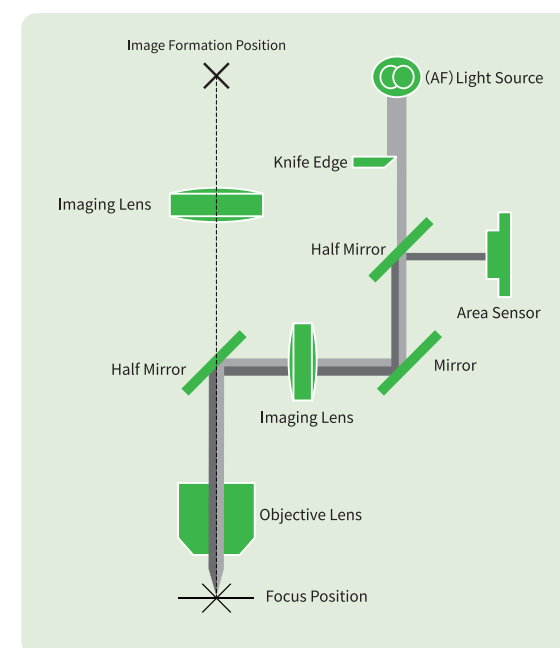 Image Formation Position
(AF) Light Source
Knife Edge
Imaging Lens
Half Mirror
Area Sensor
Half Mirror
Mirror
Imaging Lens
Objective Lens
Focus Position